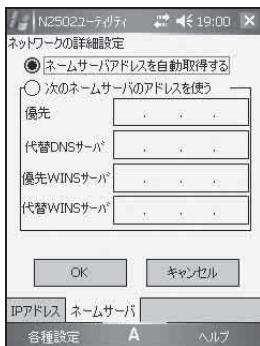 N2502ユーティリティ 19:00
ネットワークの詳細設定
ネームサーバアドレスを自動取得する
次のネームサーバのアドレスを使う
優先
代替DNSサーバ
優先WINSサーバ
代替WINSサーバ
OK キャンセル
IPアドレス ネームサーバ
各種設定 A ヘルプ